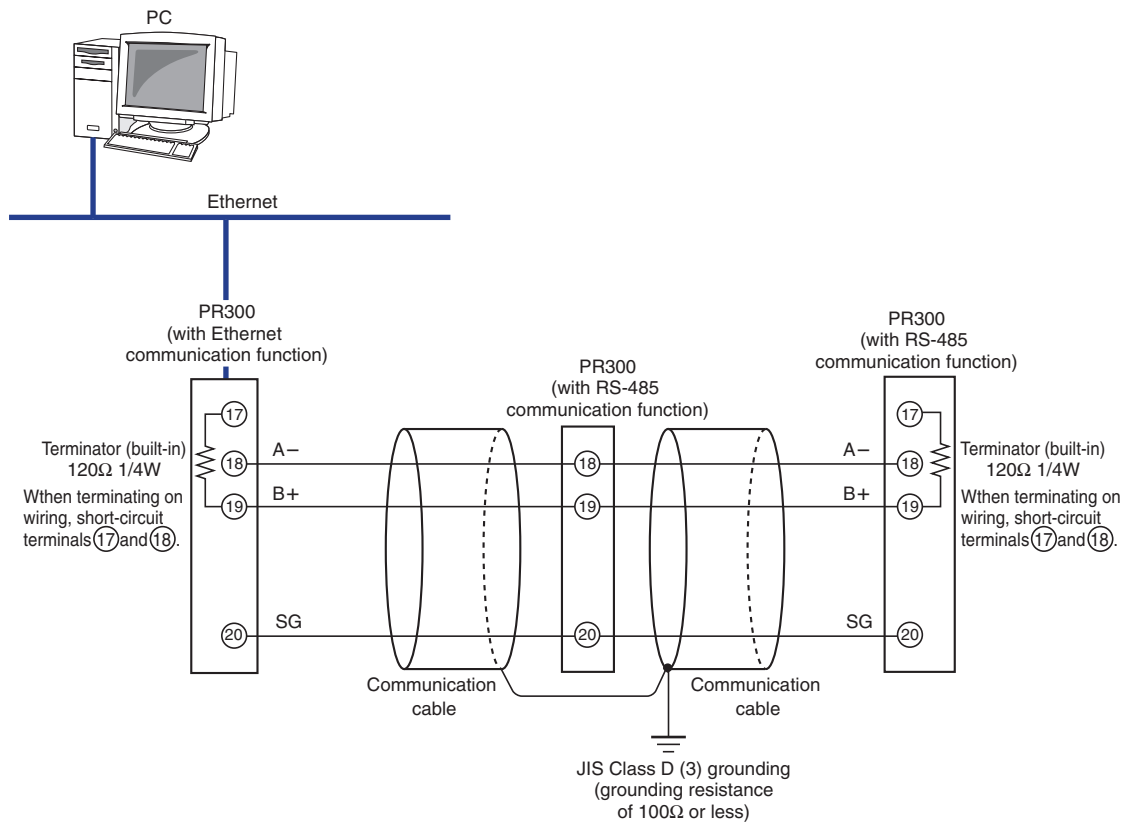 PC
Ethernet
PR300
(with Ethernet
communication function)
PR300
(with RS-485
communication function)
PR300
(with RS-485
communication function)
17
18
19
20
Terminator (built-in)
120Ω 1/4W
Wthen terminating on
wiring, short-circuit
terminals 17 and 18.
A−
B+
SG
18
19
20
A−
B+
SG
17
18
19
20
Terminator (built-in)
120Ω 1/4W
Wthen terminating on
wiring, short-circuit
terminals 17 and 18.
Communication
cable
Communication
cable
JIS Class D (3) grounding
(grounding resistance
of 100Ω or less)